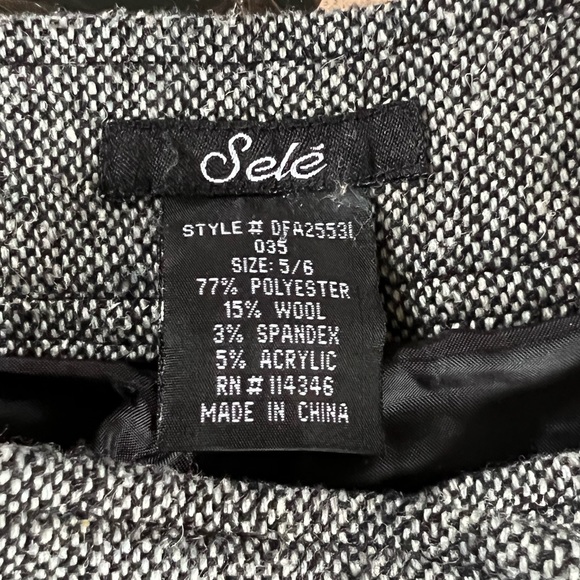 Selé
STYLE # DFA2553L
035
SIZE: 5/6
77% POLYESTER
15% WOOL
3% SPANDEX
5% ACRYLIC
RN # 114346
MADE IN CHINA